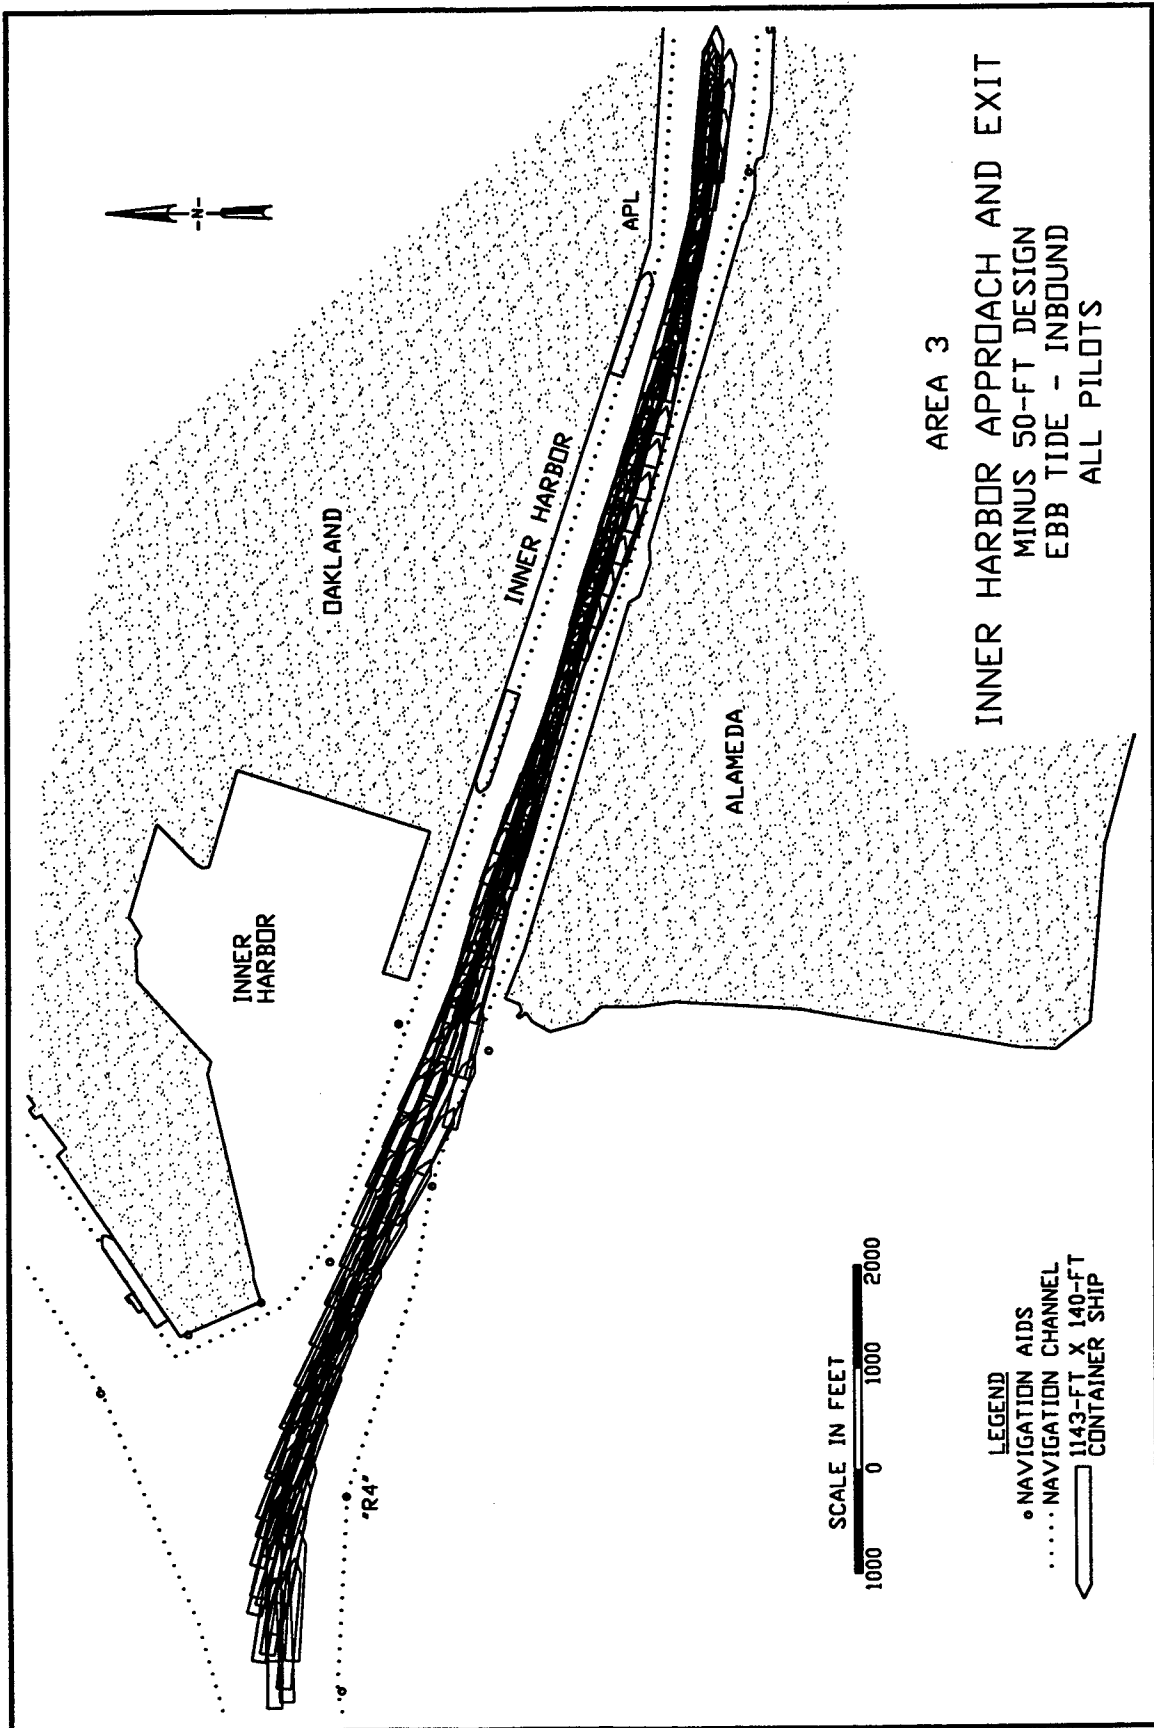 -N-
OAKLAND
INNER
HARBOR
INNER HARBOR
APL
ALAMEDA
"R4"
SCALE IN FEET
1000 0 1000 2000
LEGEND
NAVIGATION AIDS
NAVIGATION CHANNEL
1143-FT X 140-FT
CONTAINER SHIP
AREA 3
INNER HARBOR APPROACH AND EXIT
MINUS 50-FT DESIGN
EBB TIDE - INBOUND
ALL PILOTS